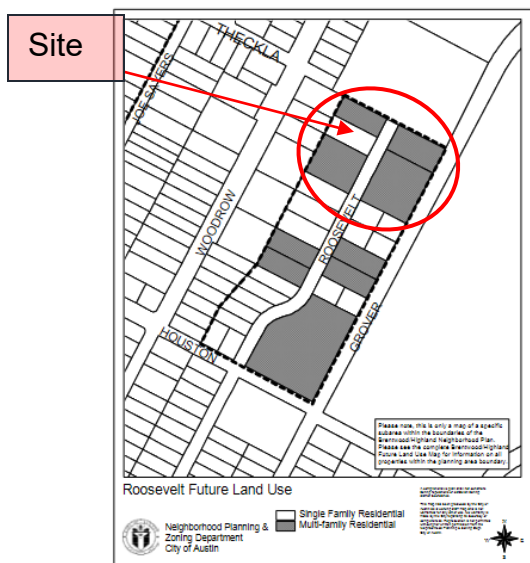 Site
THECKLA
JOE SAYERS
WOODROW
ROOSEVELT
GROVER
HOUSTON
Please note, this is only a map of a specific
subarea within the boundaries of the
Brentwood/Highland Neighborhood Plan.
Please see the complete Brentwood/Highland
Future Land Use Map for information on all
properties within the planning area boundary.
Roosevelt Future Land Use
Single Family Residential
Multi-family Residential
Neighborhood Planning &
Zoning Department
City of Austin
N